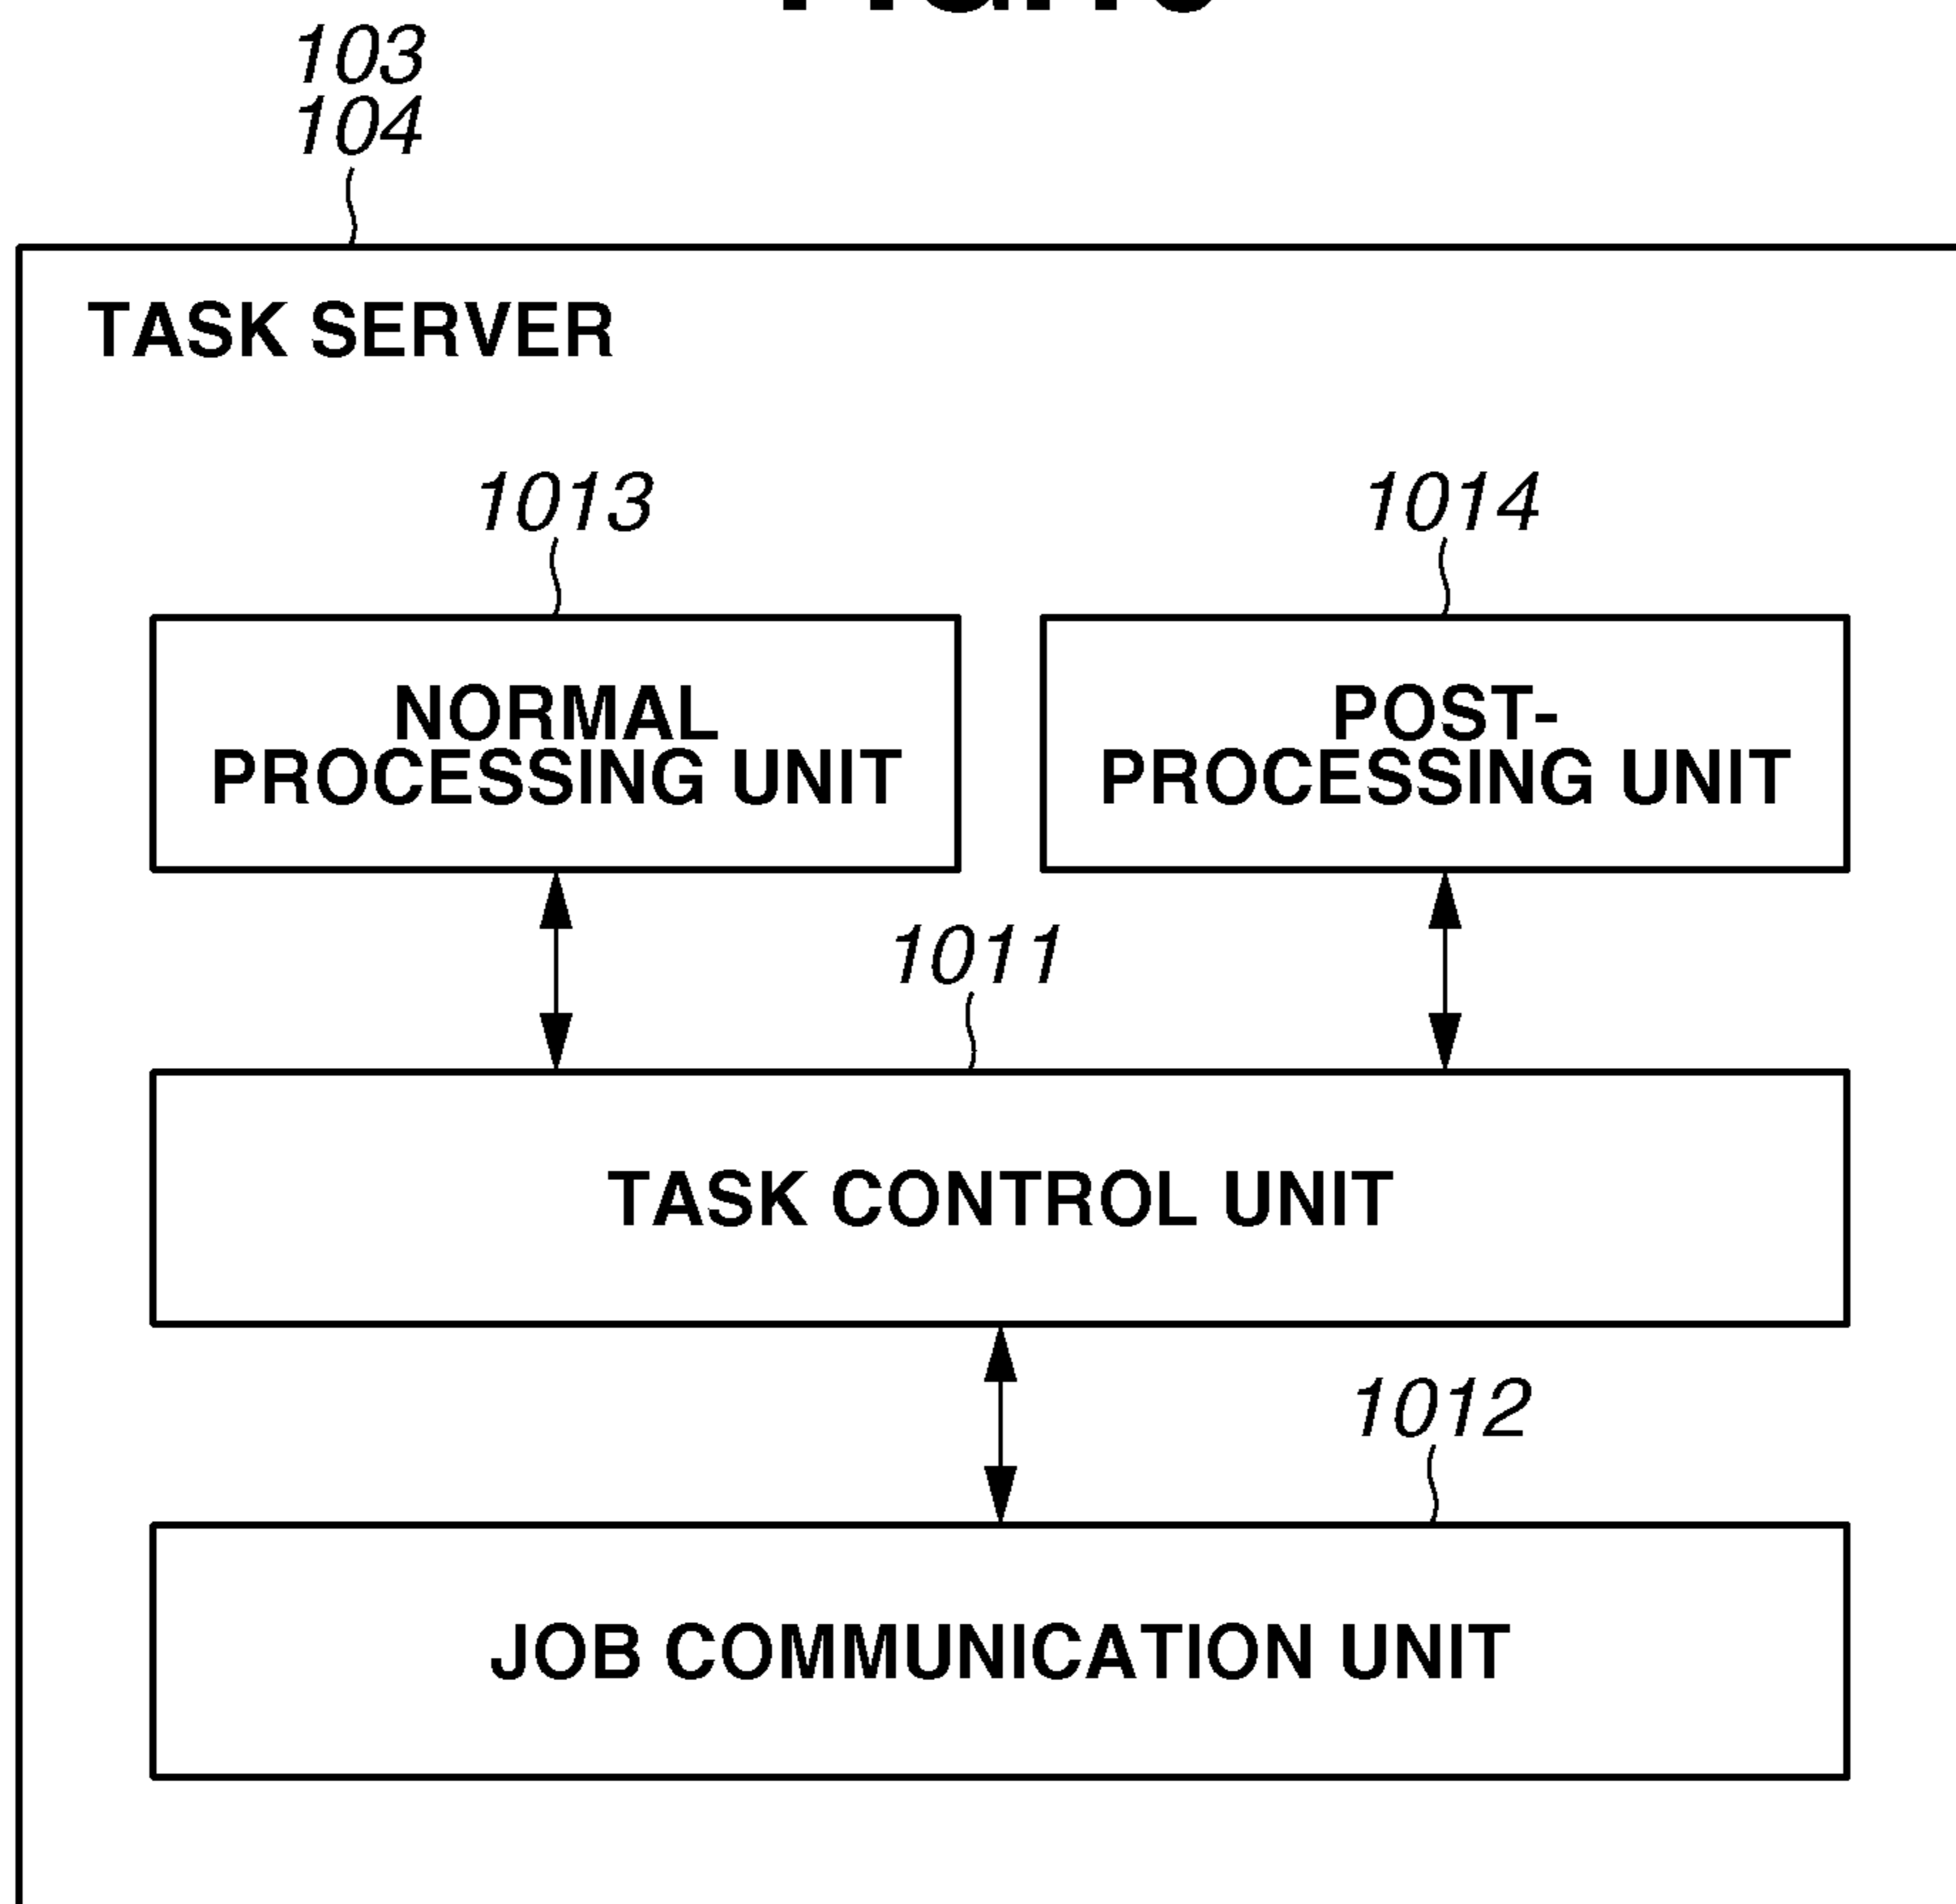 103
104
TASK SERVER
1013
1014
NORMAL
PROCESSING UNIT
POST-
PROCESSING UNIT
1011
TASK CONTROL UNIT
1012
JOB COMMUNICATION UNIT